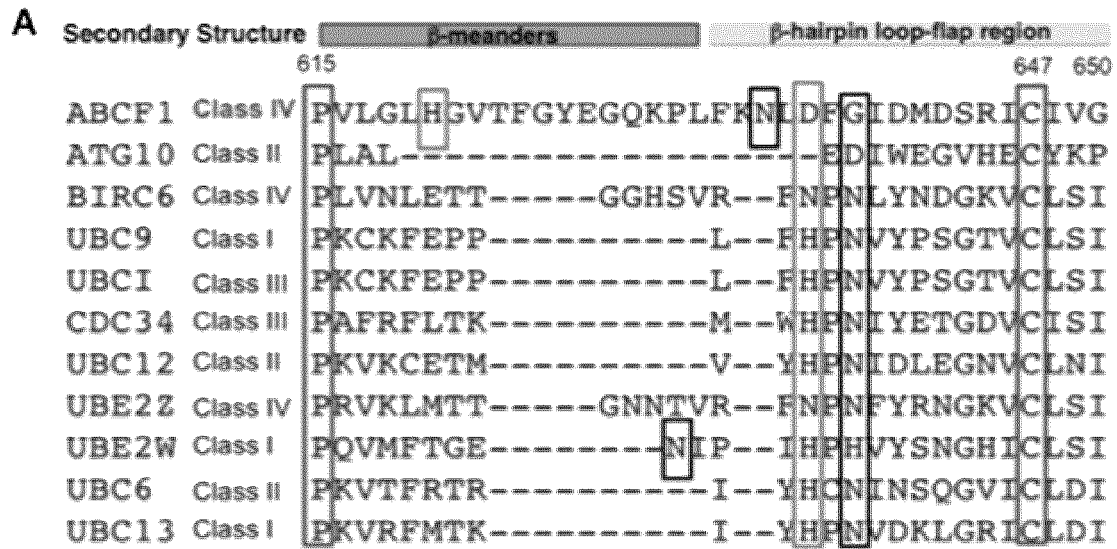 A
Secondary Structure β-meanders β-hairpin loop-flap region
615 647 650
ABCF1 Class IV PVLGLHGVTFGYEGQKPLFKNLDFGIDMDSRICIVG
ATG10 Class II PLAL-------------------EDIWEGVHECYKP
BIRC6 Class IV PLVNLETT-----GGHSVR--FNPNLYNDGKVCLSI
UBC9 Class I PKCKFEPP----------L--FHPNVYPSGTVCLSI
UBCI Class III PKCKFEPP----------L--FHPNVYPSGTVCLSI
CDC34 Class III PAFRFLTK----------M--WHPNIYETGDVCISI
UBC12 Class II PKVKCETM----------V--YHPNIDLEGNVCLNI
UBE2Z Class IV PRVKLMTT-----GNNTVR--FNPNFYRNGKVCLSI
UBE2W Class I PQVMFTGE--------NIP--IHPHVYSNGHICLSI
UBC6 Class II PKVTFRTR----------I--YHCNINSQGVICLDI
UBC13 Class I PKVRFMTK----------I--YHPNVDKLGRICLDI